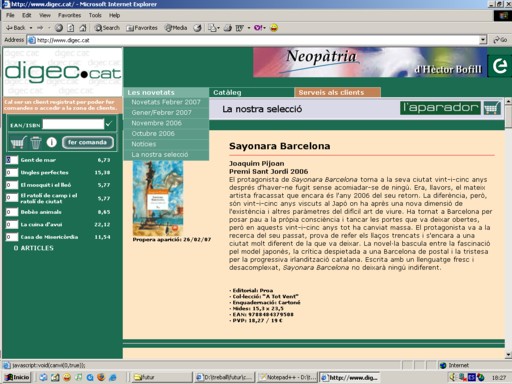 http://www.digec.cat/ - Microsoft Internet Explorer
File Edit View Favorites Tools Help
Back Search Favorites Media
Address http://www.digec.cat/ Go Links
digec.cat
Neopàtria
d'Hèctor Bofill
e
Cal ser un client registrat per poder fer
comandes o accedir a la zona de clients.
EAN/ISBN
fer comanda
0 Gent de mar 6,73
Ungles perfectes 15,38
El mosquit i el lleó 5,77
El ratolí de camp i el
ratolí de ciutat 5,77
Bebès animals 8,65
La cuina d'avui 12,12
Casa de Misericòrdia 11,54
0 ARTICLES
Les novetats
Novetats Febrer 2007
Gener/Febrer 2007
Novembre 2006
Octubre 2006
Notícies
La nostra selecció
Catàleg
Serveis als clients
La nostra selecció
l'aparador
Propera aparició: 26/02/07
Sayonara Barcelona
Joaquim Pijoan
Premi Sant Jordi 2006
El protagonista de Sayonara Barcelona torna a la seva ciutat vint-i-cinc anys
després d'haver-ne fugit sense acomiadar-se de ningú. Era, llavors, el mateix
artista fracassat que encara és l'any 2006 del seu retorn. La diferència, però,
són vint-i-cinc anys viscuts al Japó on ha après una nova dimensió de
l'existència i altres paràmetres del difícil art de viure. Ha tornat a Barcelona per
posar pau a la pròpia consciència i tancar les portes que va deixar obertes,
però en aquests vint-i-cinc anys tot ha canviat massa. El protagonista va a la
recerca del seu passat, prova de refer els llaços trencats i s'encara a una
ciutat molt diferent de la que va deixar. La novel·la bascula entre la fascinació
pel model japonès, la crítica despietada a una Barcelona de postal i la tristesa
per la progressiva irlandització catalana. Escrita amb un llenguatge fresc i
desacomplexat, Sayonara Barcelona no deixarà ningú indiferent.
· Editorial: Proa
· Col·lecció: "A Tot Vent"
· Enguadernació: Cartoné
· Mides: 15,3 x 23,5
· EAN: 9788484379508
· PVP: 18,27 / 19 €
javascript:void(canvi(0,true)); Internet
Inicio futur D:\treball\futur\c... Notepad++ - D:\t... http://www.dig... 18:27